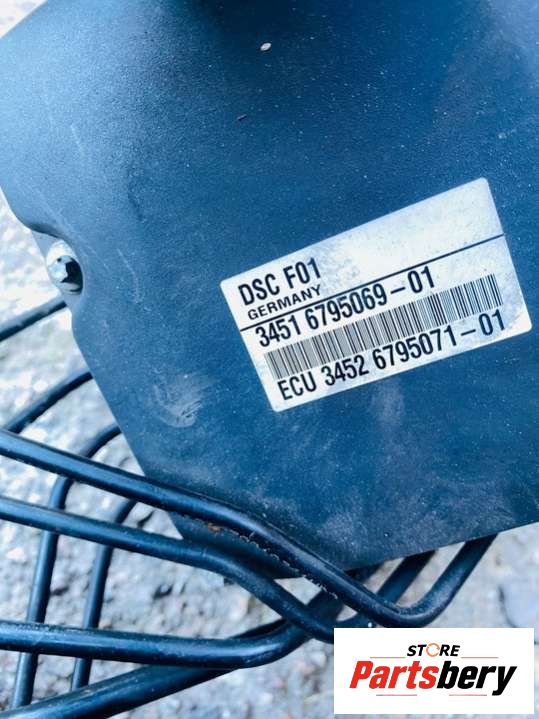 DSC F01
GERMANY
3451 6795069-01
ECU 3452 6795071-01
STORE
Partsbery